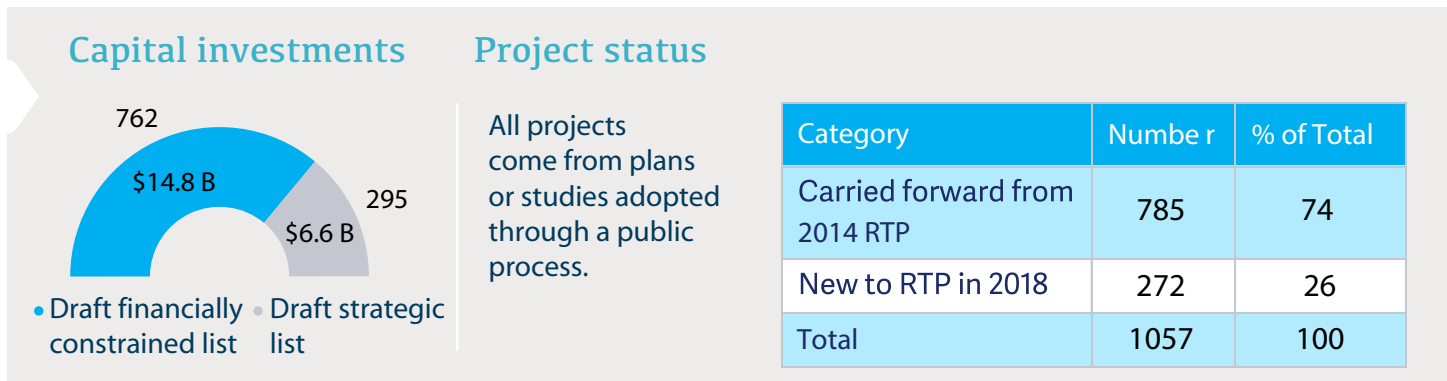 Capital investments
762
$14.8 B
295
$6.6 B
Draft financially constrained list
Draft strategic list
Project status
All projects
come from plans
or studies adopted
through a public
process.
Category Numbe r % of Total
Carried forward from
2014 RTP 785 74
New to RTP in 2018 272 26
Total 1057 100